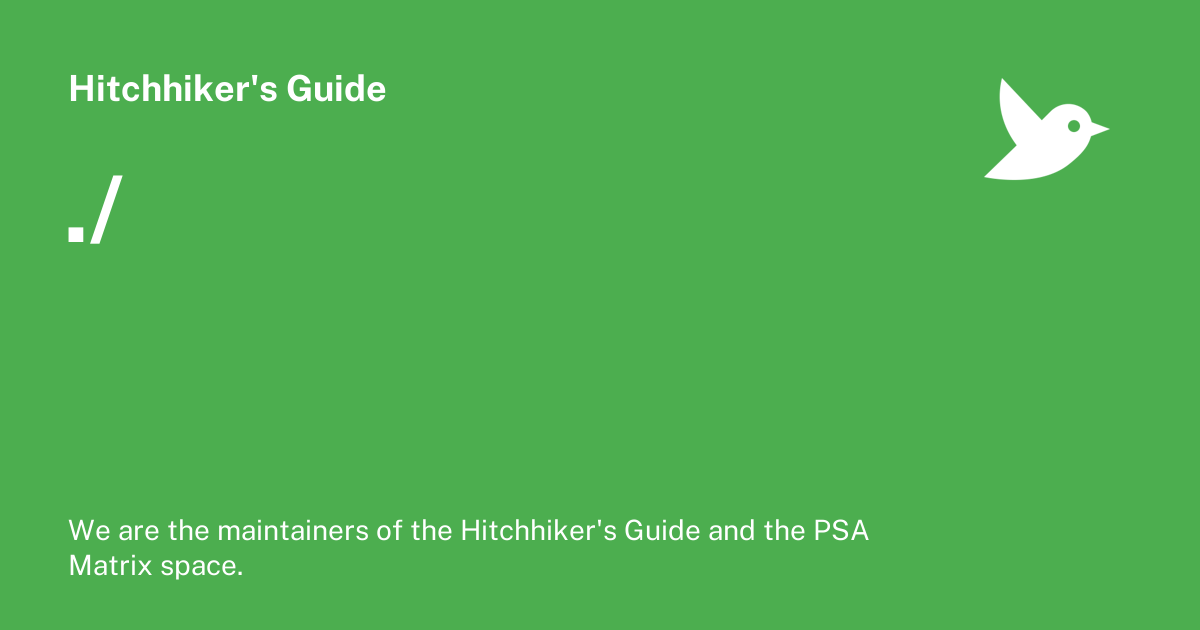 Hitchhiker's Guide
./
We are the maintainers of the Hitchhiker's Guide and the PSA
Matrix space.